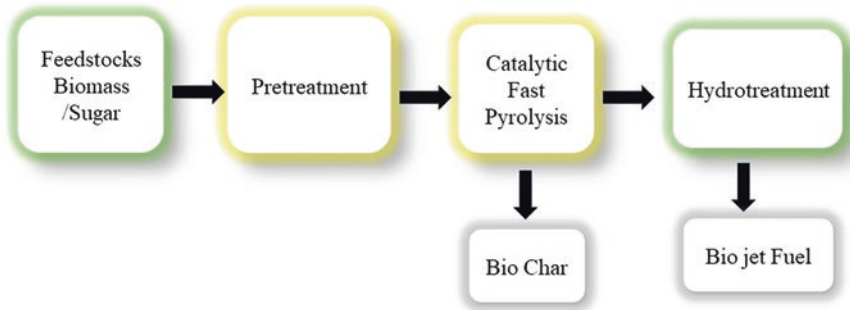 Feedstocks
Biomass
/Sugar
Pretreatment
Catalytic
Fast
Pyrolysis
Hydrotreatment
Bio Char
Bio jet Fuel